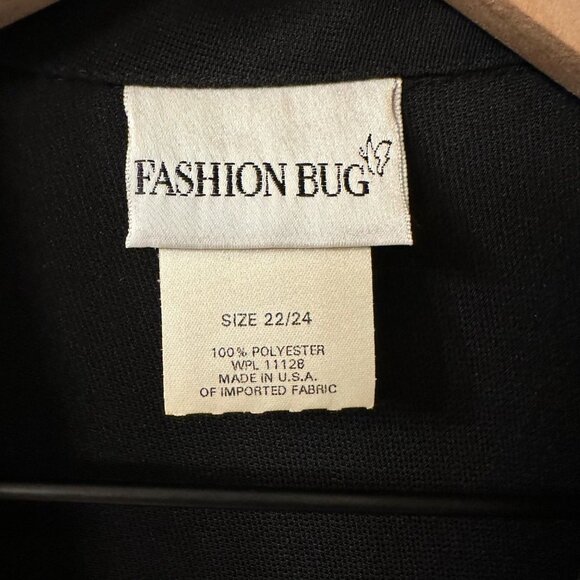 FASHION BUG
SIZE 22/24
100% POLYESTER
WPL 11128
MADE IN U.S.A.
OF IMPORTED FABRIC